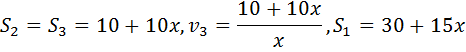 S₂ = S₃ = 10 + 10x, v₃ = (10 + 10x)/x, S₁ = 30 + 15x